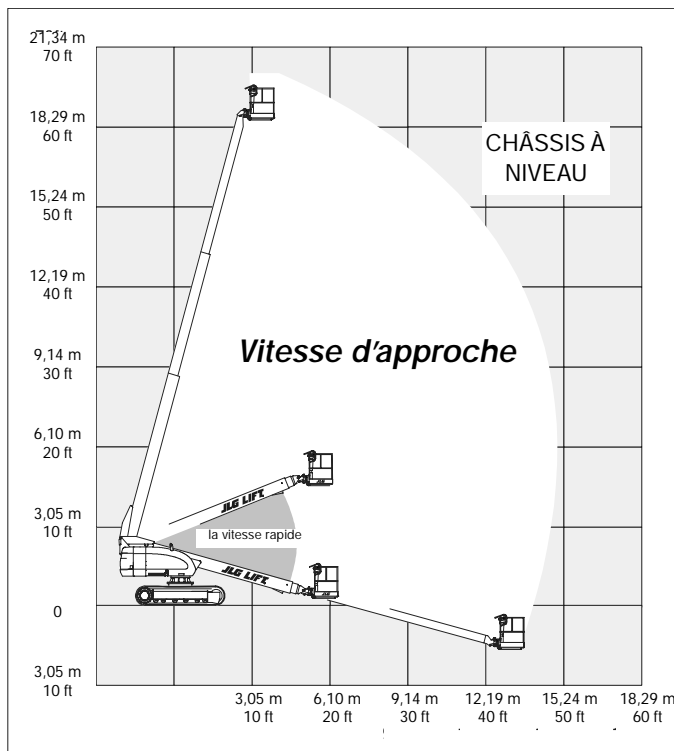 21,34 m
70 ft
18,29 m
60 ft
CHÂSSIS À
NIVEAU
15,24 m
50 ft
12,19 m
40 ft
9,14 m
30 ft
Vitesse d'approche
6,10 m
20 ft
JLG LIFT
3,05 m
10 ft
la vitesse rapide
JLG LIFT
0
3,05 m
10 ft
3,05 m
10 ft
6,10 m
20 ft
9,14 m
30 ft
12,19 m
40 ft
15,24 m
50 ft
18,29 m
60 ft